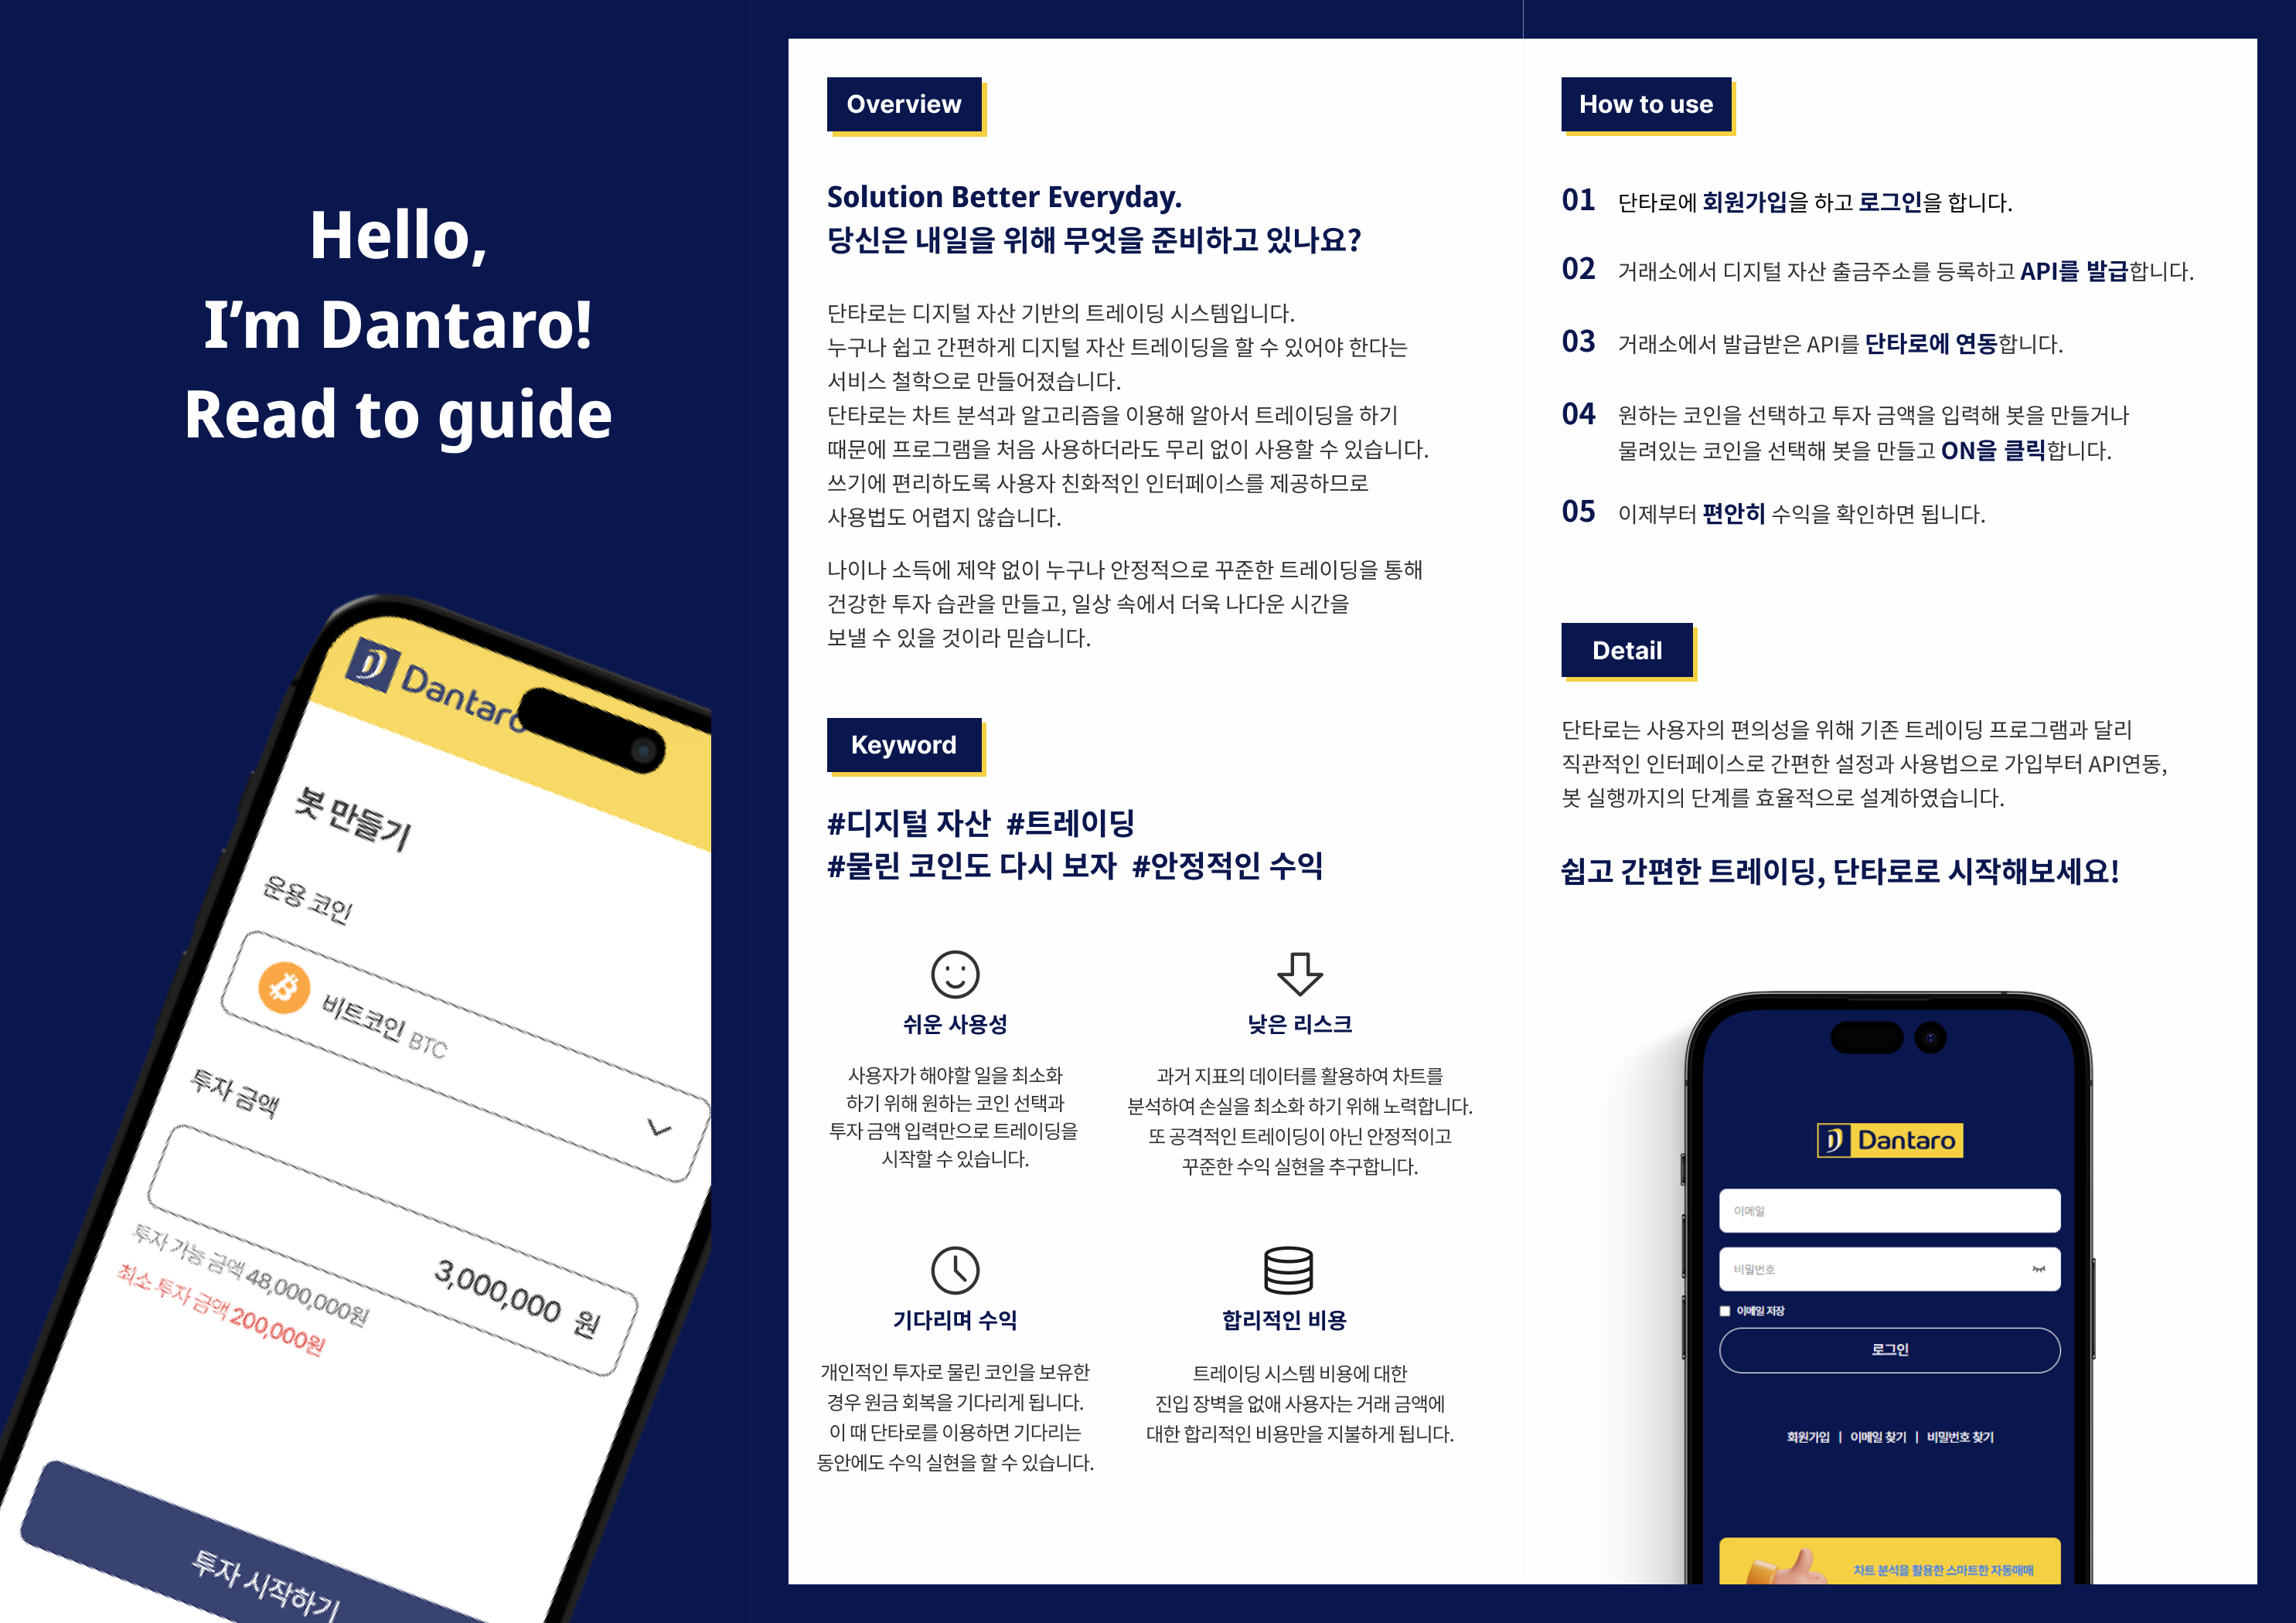 Hello,
I'm Dantaro!
Read to guide
Dantaro
봇 만들기
운용 코인
비트코인 BTC
투자 금액
3,000,000 원
투자 가능 금액 48,000,000원
최소 투자 금액 200,000원
투자 시작하기
Overview
Solution Better Everyday.
당신은 내일을 위해 무엇을 준비하고 있나요?
단타로는 디지털 자산 기반의 트레이딩 시스템입니다.
누구나 쉽고 간편하게 디지털 자산 트레이딩을 할 수 있어야 한다는
서비스 철학으로 만들어졌습니다.
단타로는 차트 분석과 알고리즘을 이용해 알아서 트레이딩을 하기
때문에 프로그램을 처음 사용하더라도 무리 없이 사용할 수 있습니다.
쓰기에 편리하도록 사용자 친화적인 인터페이스를 제공하므로
사용법도 어렵지 않습니다.
나이나 소득에 제약 없이 누구나 안정적으로 꾸준한 트레이딩을 통해
건강한 투자 습관을 만들고, 일상 속에서 더욱 나다운 시간을
보낼 수 있을 것이라 믿습니다.
Keyword
#디지털 자산 #트레이딩
#물린 코인도 다시 보자 #안정적인 수익
쉬운 사용성
사용자가 해야할 일을 최소화
하기 위해 원하는 코인 선택과
투자 금액 입력만으로 트레이딩을
시작할 수 있습니다.
낮은 리스크
과거 지표의 데이터를 활용하여 차트를
분석하여 손실을 최소화 하기 위해 노력합니다.
또 공격적인 트레이딩이 아닌 안정적이고
꾸준한 수익 실현을 추구합니다.
기다리며 수익
개인적인 투자로 물린 코인을 보유한
경우 원금 회복을 기다리게 됩니다.
이 때 단타로를 이용하면 기다리는
동안에도 수익 실현을 할 수 있습니다.
합리적인 비용
트레이딩 시스템 비용에 대한
진입 장벽을 없애 사용자는 거래 금액에
대한 합리적인 비용만을 지불하게 됩니다.
How to use
01 단타로에 회원가입을 하고 로그인을 합니다.
02 거래소에서 디지털 자산 출금주소를 등록하고 API를 발급합니다.
03 거래소에서 발급받은 API를 단타로에 연동합니다.
04 원하는 코인을 선택하고 투자 금액을 입력해 봇을 만들거나
물려있는 코인을 선택해 봇을 만들고 ON을 클릭합니다.
05 이제부터 편안히 수익을 확인하면 됩니다.
Detail
단타로는 사용자의 편의성을 위해 기존 트레이딩 프로그램과 달리
직관적인 인터페이스로 간편한 설정과 사용법으로 가입부터 API연동,
봇 실행까지의 단계를 효율적으로 설계하였습니다.
쉽고 간편한 트레이딩, 단타로로 시작해보세요!
Dantaro
이메일
비밀번호
이메일 저장
로그인
회원가입 | 이메일 찾기 | 비밀번호 찾기
차트 분석을 활용한 스마트한 자동매매